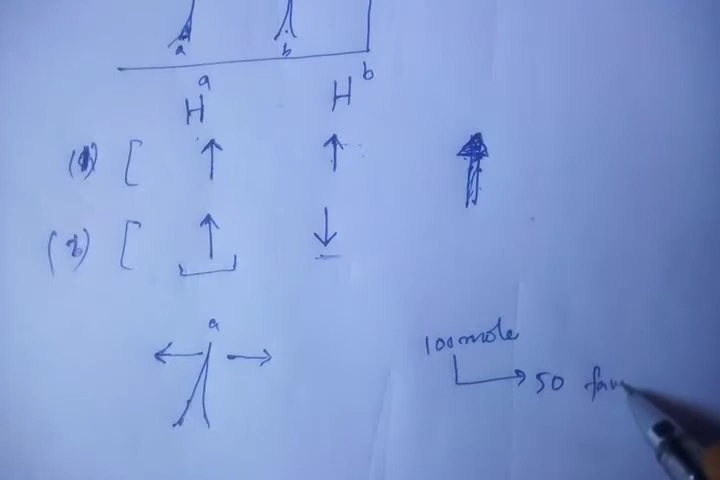 a b
H^a H^b
(1) [ ↑ ↑
(2) [ ↑ ↓
a
100 mole
→ 50